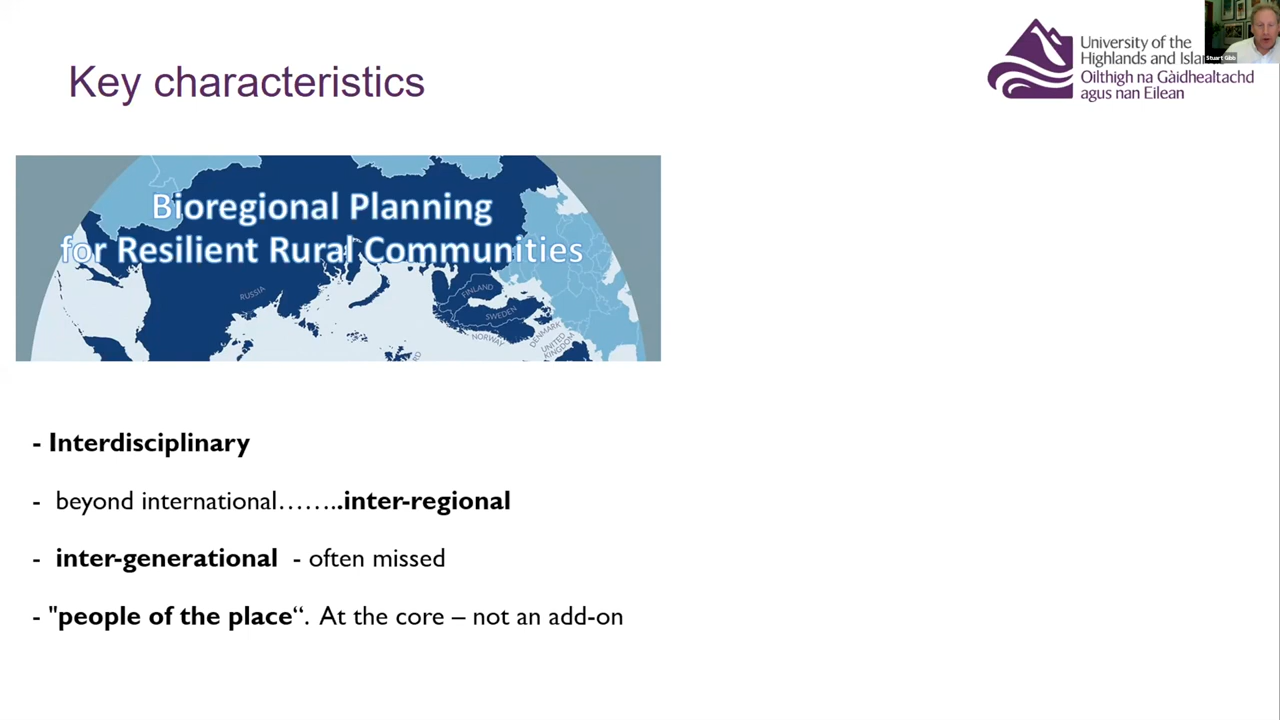 Key characteristics
University of the
Highlands and
Oilthigh na Gàidhealtachd
agus nan Eilean
Stuart Gibb
Bioregional Planning
for Resilient Rural Communities
RUSSIA
FINLAND
SWEDEN
NORWAY
DENMARK
UNITED
KINGDOM
- Interdisciplinary
- beyond international……..inter-regional
- inter-generational - often missed
- "people of the place“. At the core – not an add-on